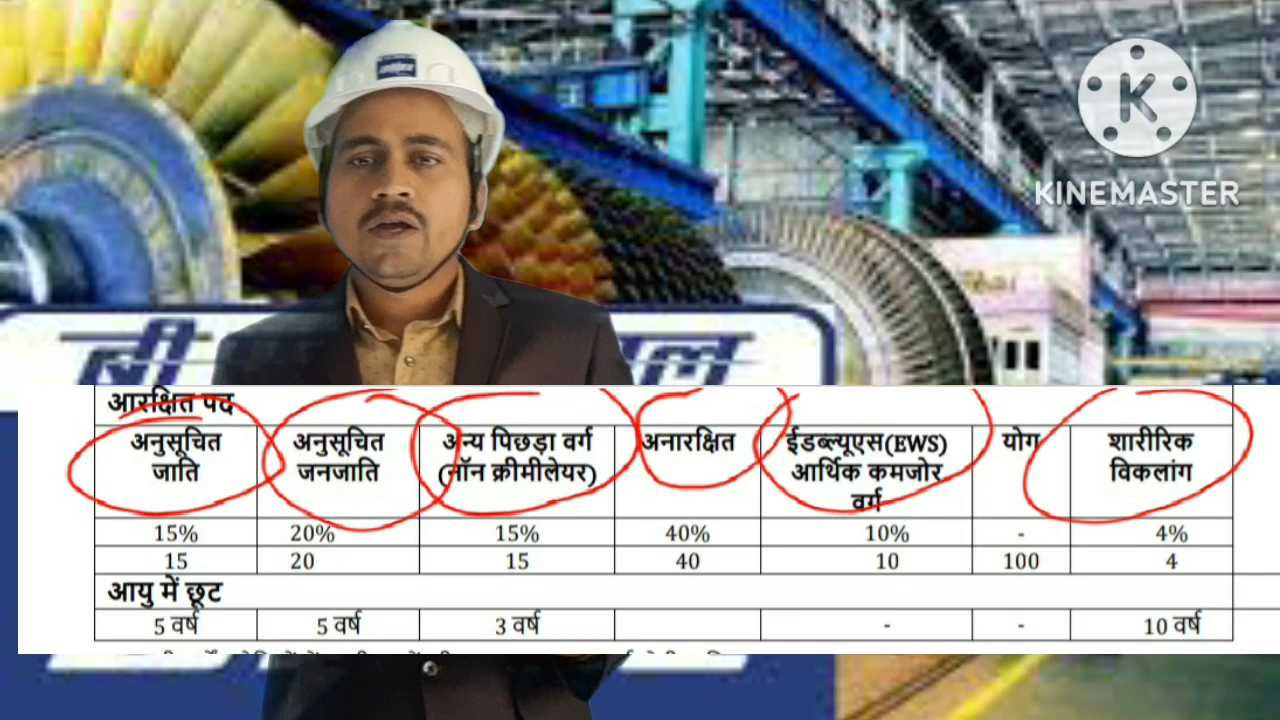 K
KINEMASTER
आरक्षित पद
अनुसूचित जाति अनुसूचित जनजाति अन्य पिछड़ा वर्ग (नॉन क्रीमीलेयर) अनारक्षित ईडब्ल्यूएस(EWS) आर्थिक कमजोर वर्ग योग शारीरिक विकलांग
15% 20% 15% 40% 10% - 4%
15 20 15 40 10 100 4
आयु में छूट
5 वर्ष 5 वर्ष 3 वर्ष - - 10 वर्ष